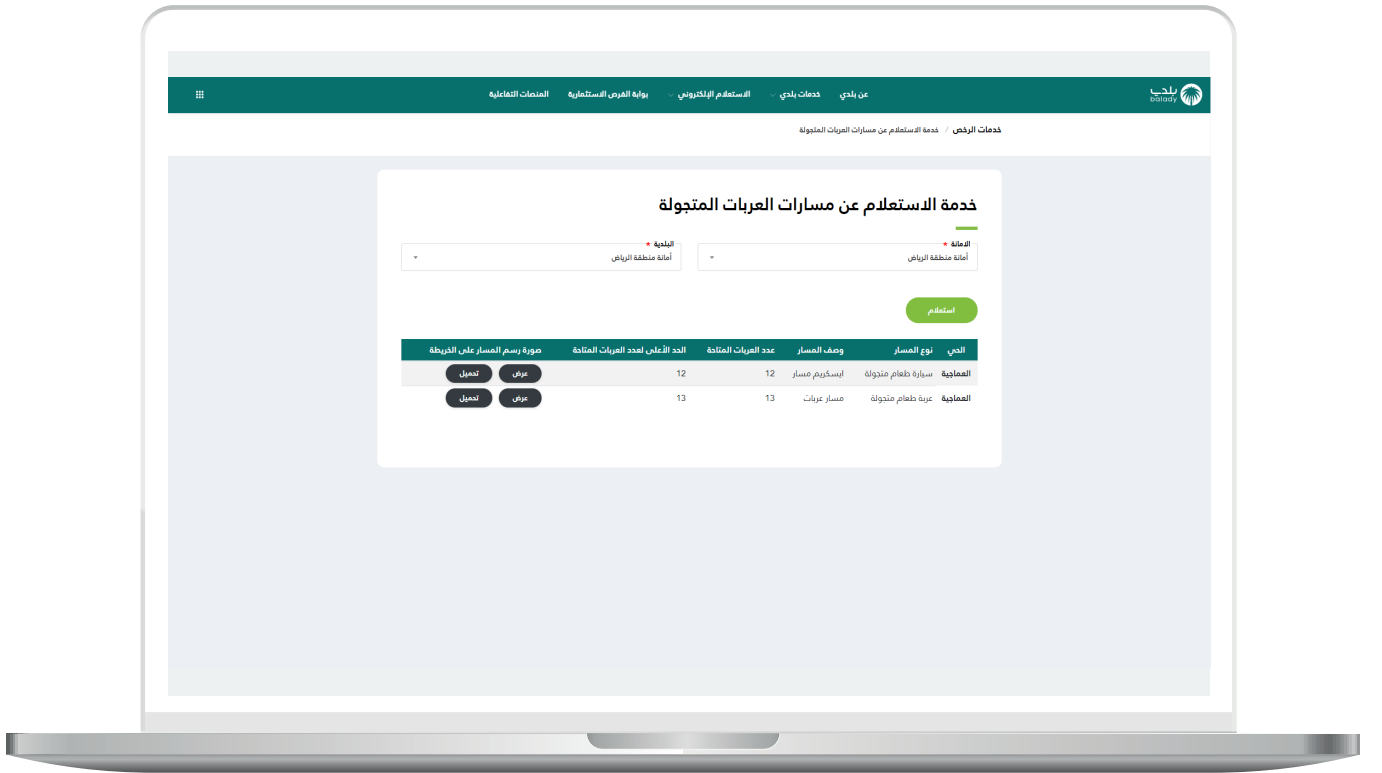 بلدي
balady
عن بلدي
خدمات بلدي
الاستعلام الإلكتروني
بوابة الفرص الاستثمارية
المنصات التفاعلية
خدمات الرخص / خدمة الاستعلام عن مسارات العربات المتجولة
خدمة الاستعلام عن مسارات العربات المتجولة
الامانة *
أمانة منطقة الرياض
البلدية *
أمانة منطقة الرياض
استعلام
الحي نوع المسار وصف المسار عدد العربات المتاحة الحد الأعلى لعدد العربات المتاحة صورة رسم المسار على الخريطة
العماجية سيارة طعام متجولة ايسكريم مسار 12 12 عرض تحميل
العماجية عربة طعام متجولة مسار عربات 13 13 عرض تحميل